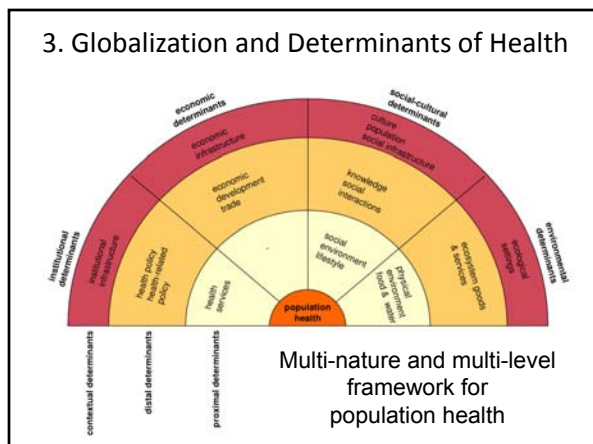 3. Globalization and Determinants of Health
economic
determinants
social-cultural
determinants
institutional
determinants
environmental
determinants
institutional
infrastructure
economic
infrastructure
culture
population
social infrastructure
ecological
settings
health policy
health-related
policy
economic
development
trade
knowledge
social
interactions
ecosystem goods
& services
health
services
social
environment
lifestyle
physical
environment
food & water
population
health
contextual determinants
distal determinants
proximal determinants
Multi-nature and multi-level
framework for
population health